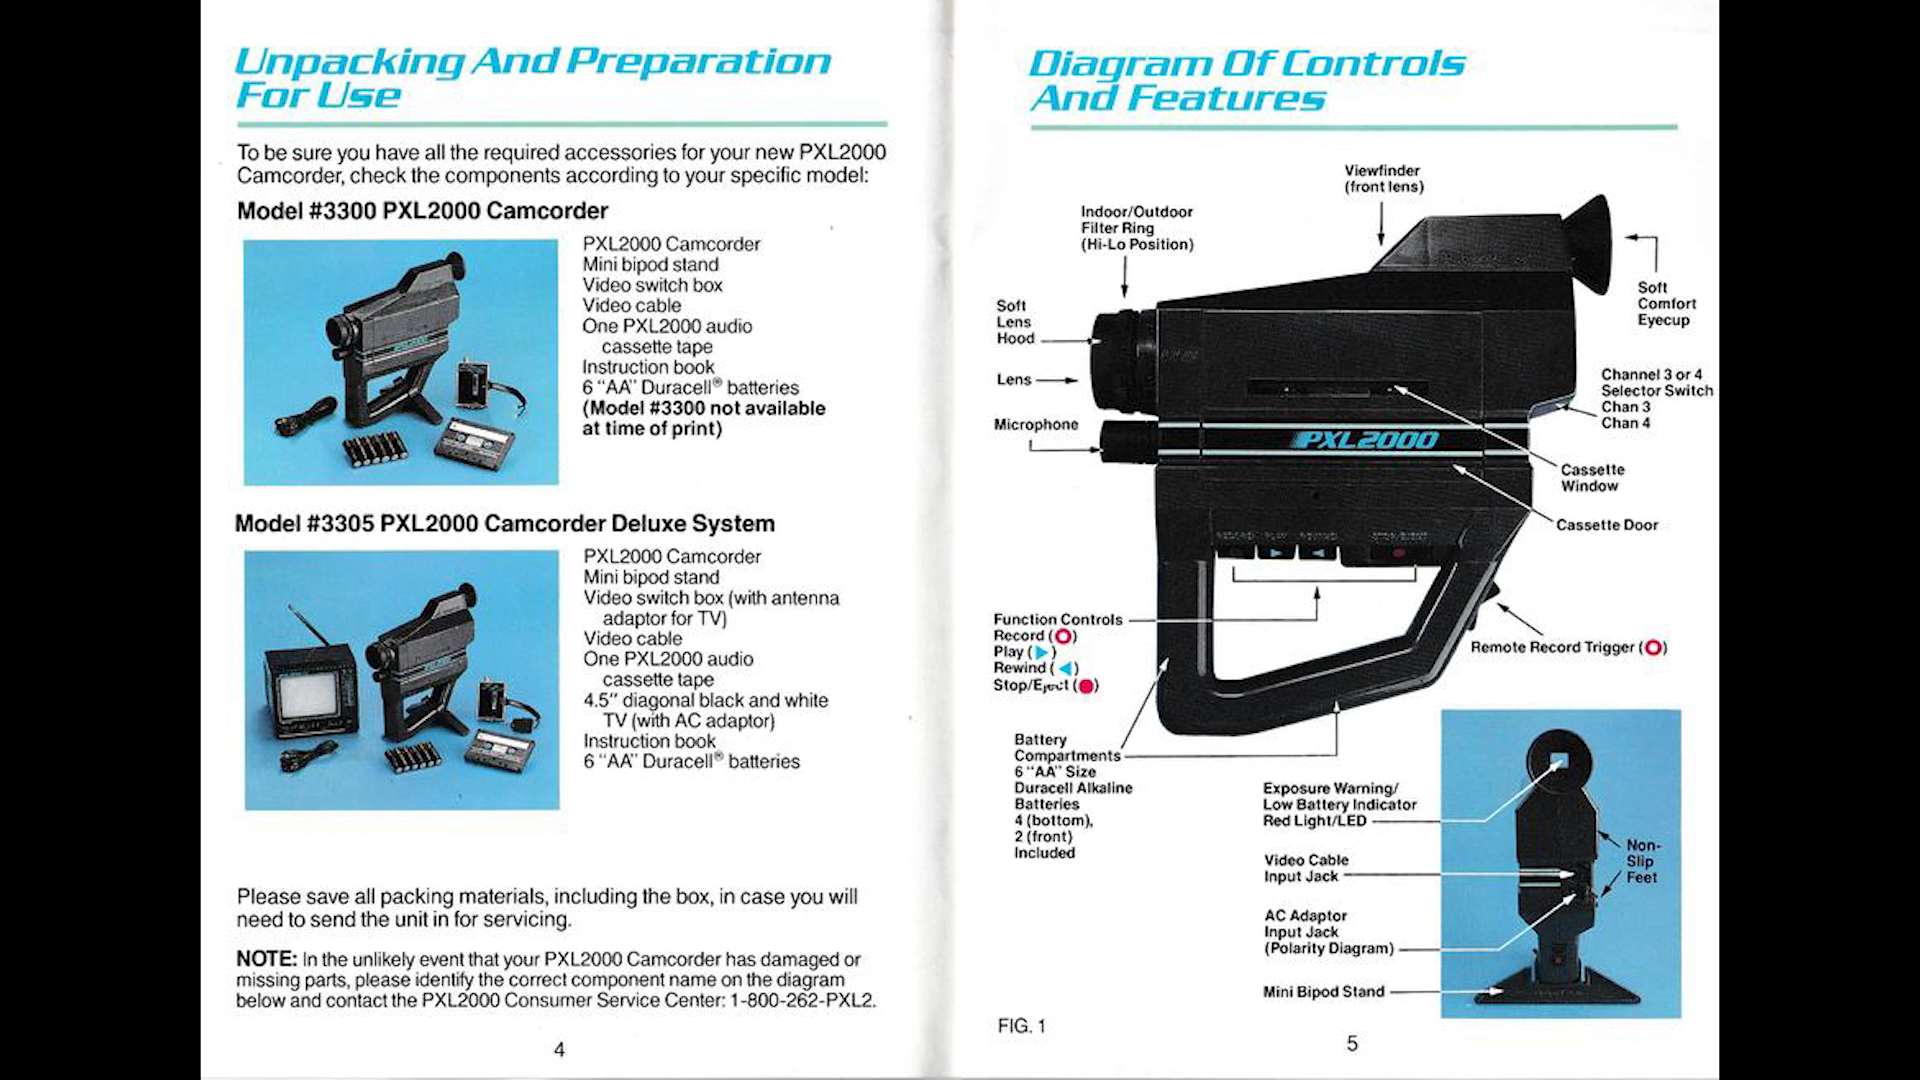 Unpacking And Preparation
For Use
To be sure you have all the required accessories for your new PXL2000
Camcorder, check the components according to your specific model:
Model #3300 PXL2000 Camcorder
PXL2000 Camcorder
Mini bipod stand
Video switch box
Video cable
One PXL2000 audio
cassette tape
Instruction book
6 "AA" Duracell® batteries
(Model #3300 not available
at time of print)
Model #3305 PXL2000 Camcorder Deluxe System
PXL2000 Camcorder
Mini bipod stand
Video switch box (with antenna
adaptor for TV)
Video cable
One PXL2000 audio
cassette tape
4.5" diagonal black and white
TV (with AC adaptor)
Instruction book
6 "AA" Duracell® batteries
Please save all packing materials, including the box, in case you will
need to send the unit in for servicing.
NOTE: In the unlikely event that your PXL2000 Camcorder has damaged or
missing parts, please identify the correct component name on the diagram
below and contact the PXL2000 Consumer Service Center: 1-800-262-PXL2.
4
Diagram Of Controls
And Features
Viewfinder
(front lens)
Indoor/Outdoor
Filter Ring
(Hi-Lo Position)
Soft
Comfort
Eyecup
Soft
Lens
Hood
Lens
Microphone
Channel 3 or 4
Selector Switch
Chan 3
Chan 4
PXL2000
Cassette
Window
Cassette Door
Function Controls
Record ( )
Play ( )
Rewind ( )
Stop/Eject ( )
Remote Record Trigger ( )
Battery
Compartments
6 "AA" Size
Duracell Alkaline
Batteries
4 (bottom),
2 (front)
Included
Exposure Warning/
Low Battery Indicator
Red Light/LED
Non-
Slip
Feet
Video Cable
Input Jack
AC Adaptor
Input Jack
(Polarity Diagram)
Mini Bipod Stand
FIG. 1
5